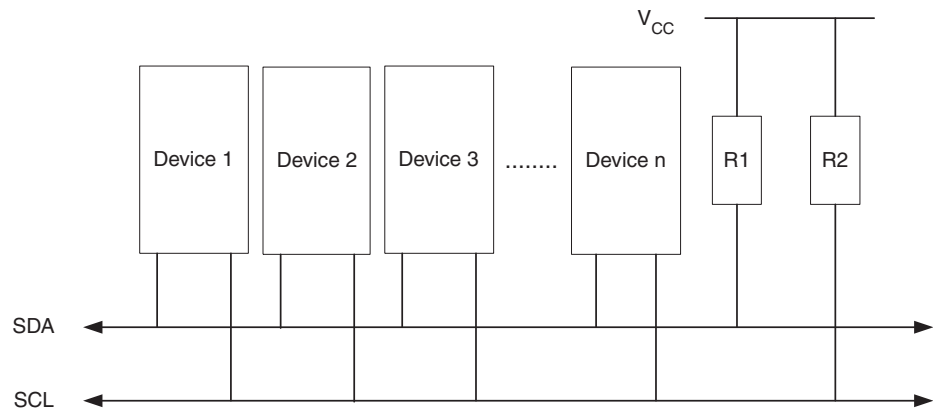 VCC
Device 1 Device 2 Device 3 ........ Device n R1 R2
SDA
SCL